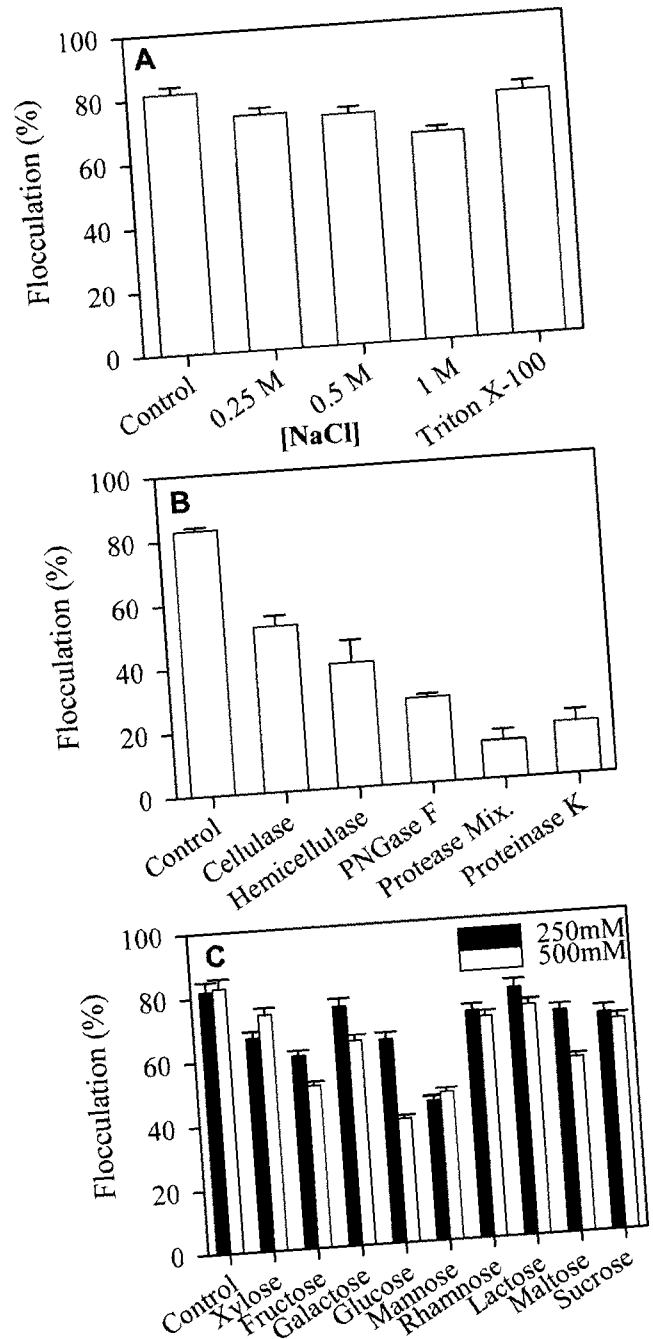 A
Flocculation (%)
100
80
60
40
20
0
Control
0.25 M
0.5 M
1 M
Triton X-100
[NaCl]
B
Flocculation (%)
100
80
60
40
20
0
Control
Cellulase
Hemicellulase
PNGase F
Protease Mix.
Proteinase K
C
250mM
500mM
Flocculation (%)
100
80
60
40
20
0
Control
Xylose
Fructose
Galactose
Glucose
Mannose
Rhamnose
Lactose
Maltose
Sucrose